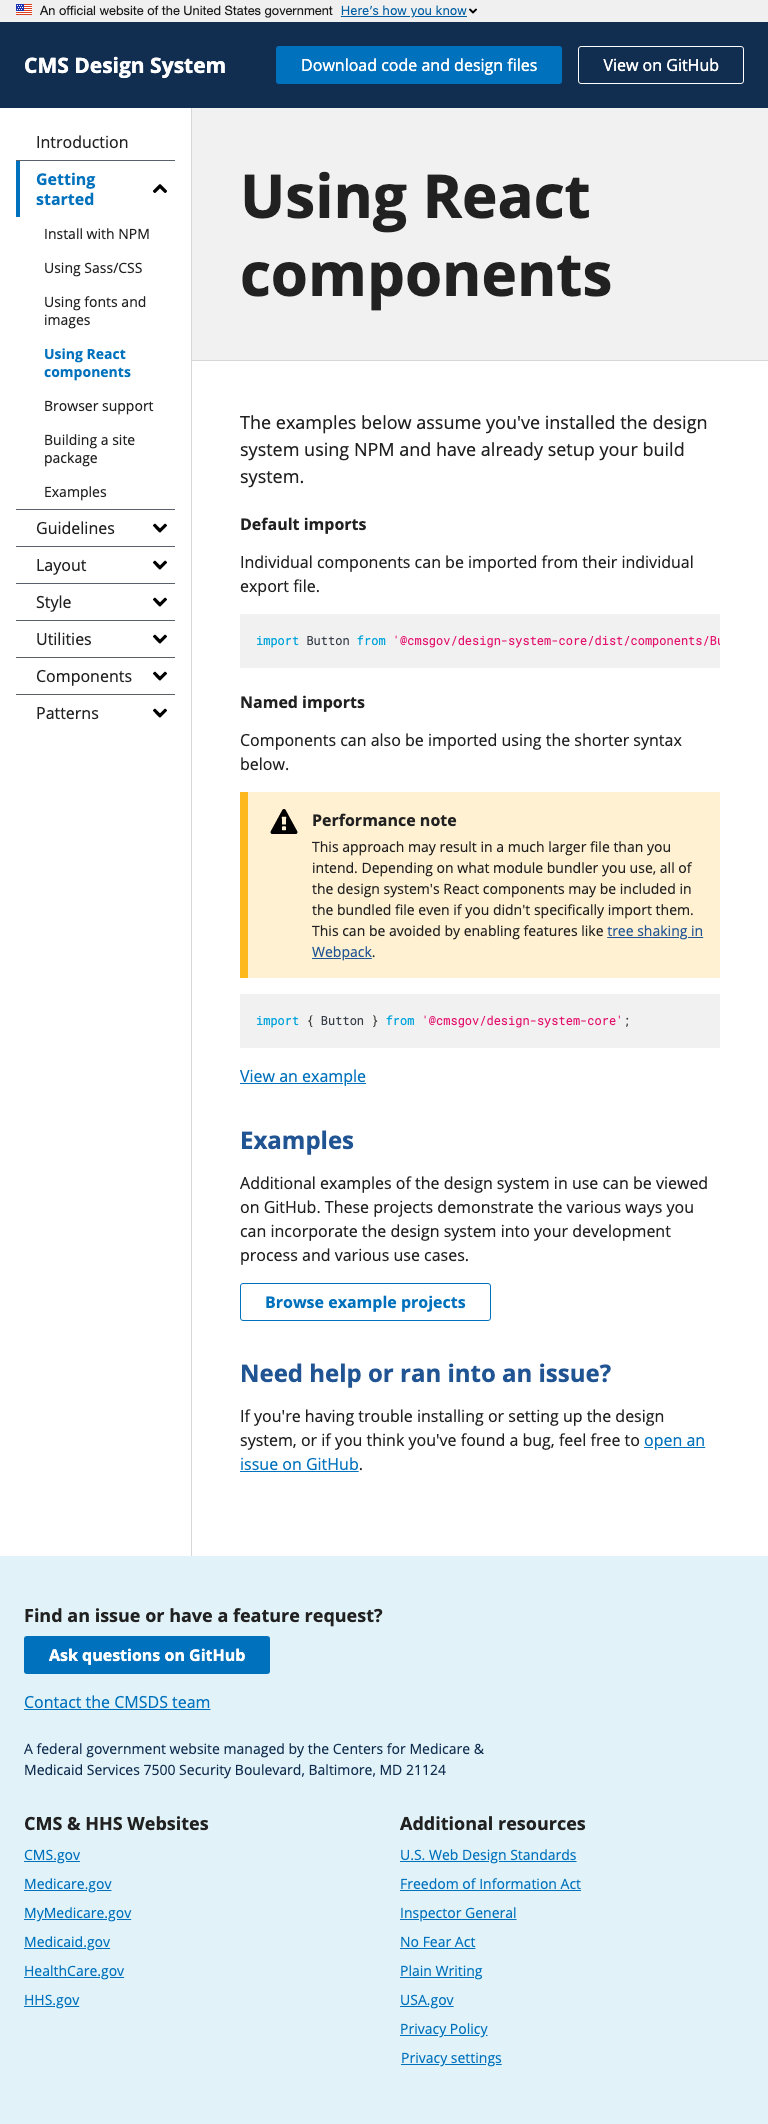 An official website of the United States government Here's how you know
CMS Design System
Download code and design files
View on GitHub
Introduction
Getting
started
Install with NPM
Using Sass/CSS
Using fonts and
images
Using React
components
Browser support
Building a site
package
Examples
Guidelines
Layout
Style
Utilities
Components
Patterns
Using React
components
The examples below assume you've installed the design
system using NPM and have already setup your build
system.
Default imports
Individual components can be imported from their individual
export file.
import Button from '@cmsgov/design-system-core/dist/components/Bu
Named imports
Components can also be imported using the shorter syntax
below.
Performance note
This approach may result in a much larger file than you
intend. Depending on what module bundler you use, all of
the design system's React components may be included in
the bundled file even if you didn't specifically import them.
This can be avoided by enabling features like tree shaking in
Webpack.
import { Button } from '@cmsgov/design-system-core';
View an example
Examples
Additional examples of the design system in use can be viewed
on GitHub. These projects demonstrate the various ways you
can incorporate the design system into your development
process and various use cases.
Browse example projects
Need help or ran into an issue?
If you're having trouble installing or setting up the design
system, or if you think you've found a bug, feel free to open an
issue on GitHub.
Find an issue or have a feature request?
Ask questions on GitHub
Contact the CMSDS team
A federal government website managed by the Centers for Medicare &
Medicaid Services 7500 Security Boulevard, Baltimore, MD 21124
CMS & HHS Websites
CMS.gov
Medicare.gov
MyMedicare.gov
Medicaid.gov
HealthCare.gov
HHS.gov
Additional resources
U.S. Web Design Standards
Freedom of Information Act
Inspector General
No Fear Act
Plain Writing
USA.gov
Privacy Policy
Privacy settings